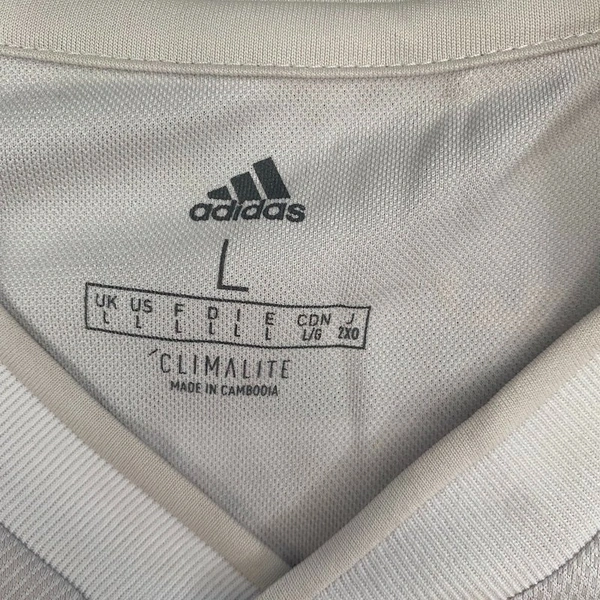 adidas
L
UK US F D I E CDN J
L L L L L L L/G 2XO
CLIMALITE
MADE IN CAMBODIA